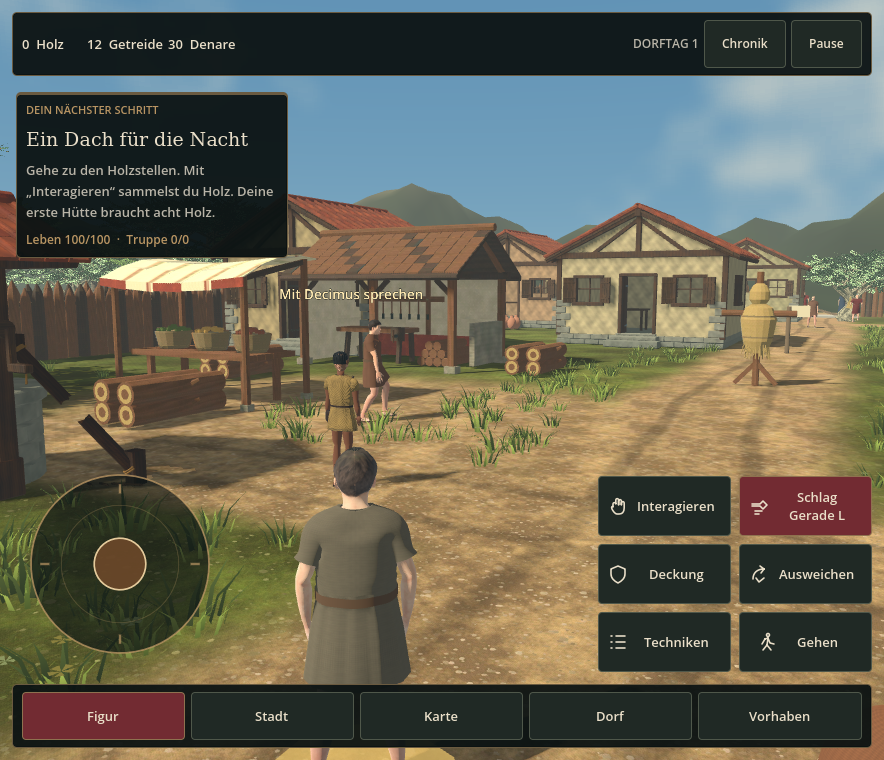 0 Holz 12 Getreide 30 Denare
DORFTAG 1 Chronik Pause
DEIN NÄCHSTER SCHRITT
Ein Dach für die Nacht
Gehe zu den Holzstellen. Mit
„Interagieren“ sammelst du Holz. Deine
erste Hütte braucht acht Holz.
Leben 100/100 · Truppe 0/0
Mit Decimus sprechen
Interagieren
Schlag
Gerade L
Deckung Ausweichen
Techniken Gehen
Figur Stadt Karte Dorf Vorhaben